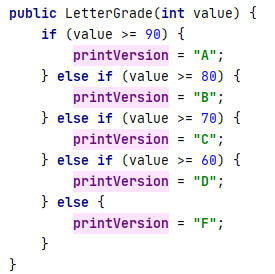 public LetterGrade(int value) {
    if (value >= 90) {
        printVersion = "A";
    } else if (value >= 80) {
        printVersion = "B";
    } else if (value >= 70) {
        printVersion = "C";
    } else if (value >= 60) {
        printVersion = "D";
    } else {
        printVersion = "F";
    }
}